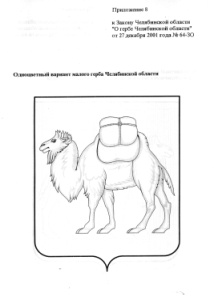 Приложение 8
к Закону Челябинской области
"О гербе Челябинской области"
от 27 декабря 2001 года № 64-ЗО
Одноцветный вариант малого герба Челябинской области